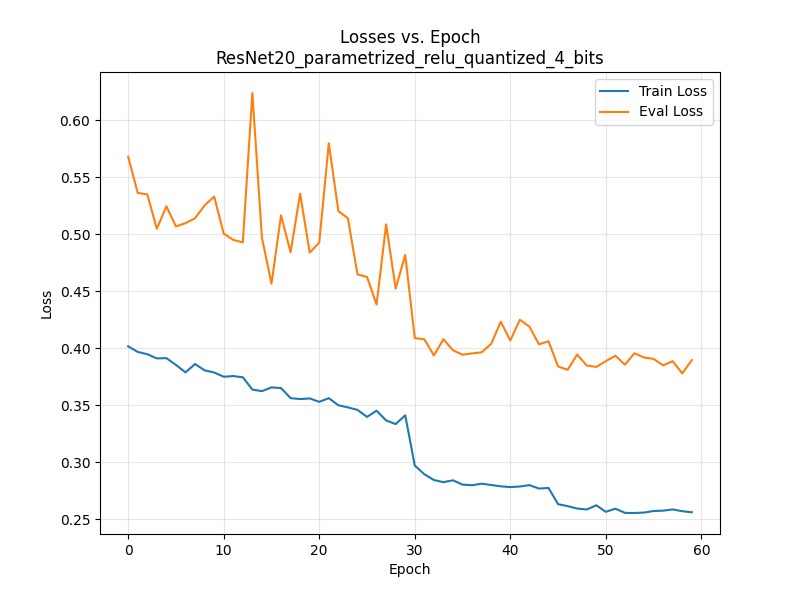 Losses vs. Epoch
ResNet20_parametrized_relu_quantized_4_bits
Train Loss
Eval Loss
0.60
0.55
0.50
0.45
0.40
0.35
0.30
0.25
Loss
0 10 20 30 40 50 60
Epoch